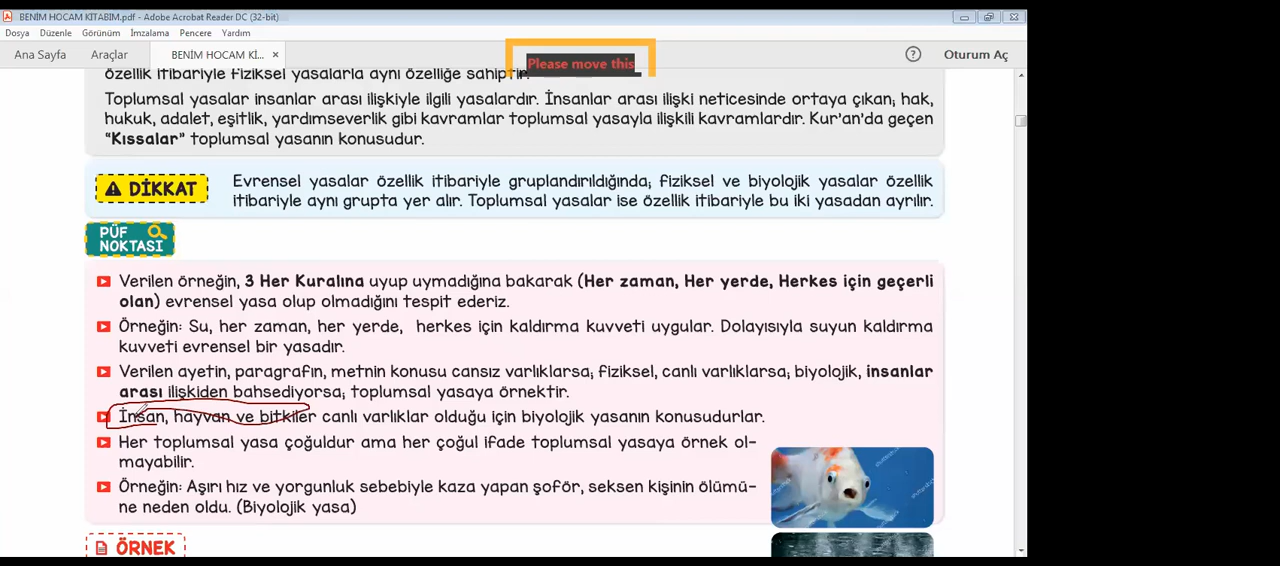 BENİM HOCAM KİTABIM.pdf - Adobe Acrobat Reader DC (32-bit)
Dosya Düzenle Görünüm İmzalama Pencere Yardım
Ana Sayfa Araçlar BENİM HOCAM Kİ... × Please move this ? Oturum Aç
özellik itibariyle fiziksel yasalarla aynı özelliğe sahiptir.
Toplumsal yasalar insanlar arası ilişkiyle ilgili yasalardır. İnsanlar arası ilişki neticesinde ortaya çıkan; hak,
hukuk, adalet, eşitlik, yardımseverlik gibi kavramlar toplumsal yasayla ilişkili kavramlardır. Kur'an'da geçen
“Kıssalar” toplumsal yasanın konusudur.
DİKKAT
Evrensel yasalar özellik itibariyle gruplandırıldığında; fiziksel ve biyolojik yasalar özellik
itibariyle aynı grupta yer alır. Toplumsal yasalar ise özellik itibariyle bu iki yasadan ayrılır.
PÜF
NOKTASI
Verilen örneğin, 3 Her Kuralına uyup uymadığına bakarak (Her zaman, Her yerde, Herkes için geçerli
olan) evrensel yasa olup olmadığını tespit ederiz.
Örneğin: Su, her zaman, her yerde, herkes için kaldırma kuvveti uygular. Dolayısıyla suyun kaldırma
kuvveti evrensel bir yasadır.
Verilen ayetin, paragrafın, metnin konusu cansız varlıklarsa; fiziksel, canlı varlıklarsa; biyolojik, insanlar
arası ilişkiden bahsediyorsa; toplumsal yasaya örnektir.
İnsan, hayvan ve bitkiler canlı varlıklar olduğu için biyolojik yasanın konusudurlar.
Her toplumsal yasa çoğuldur ama her çoğul ifade toplumsal yasaya örnek ol-
mayabilir.
Örneğin: Aşırı hız ve yorgunluk sebebiyle kaza yapan şoför, seksen kişinin ölümü-
ne neden oldu. (Biyolojik yasa)
ÖRNEK